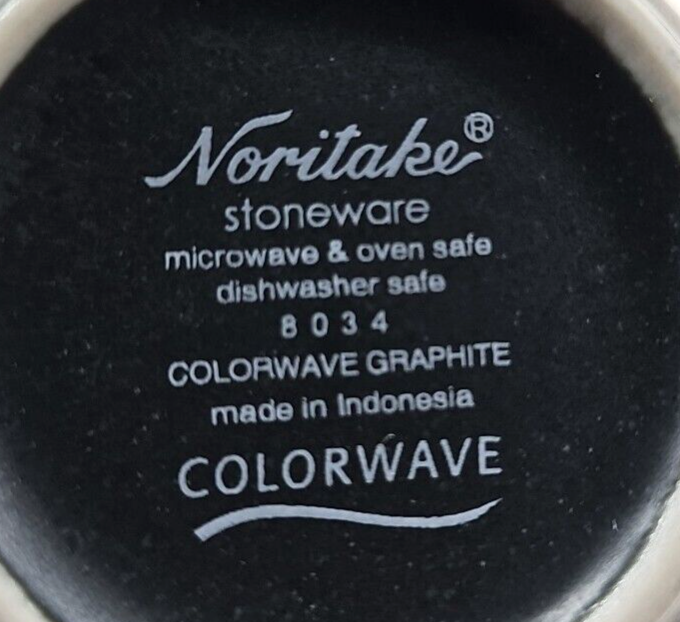 Noritake®
stoneware
microwave & oven safe
dishwasher safe
8034
COLORWAVE GRAPHITE
made in Indonesia
COLORWAVE